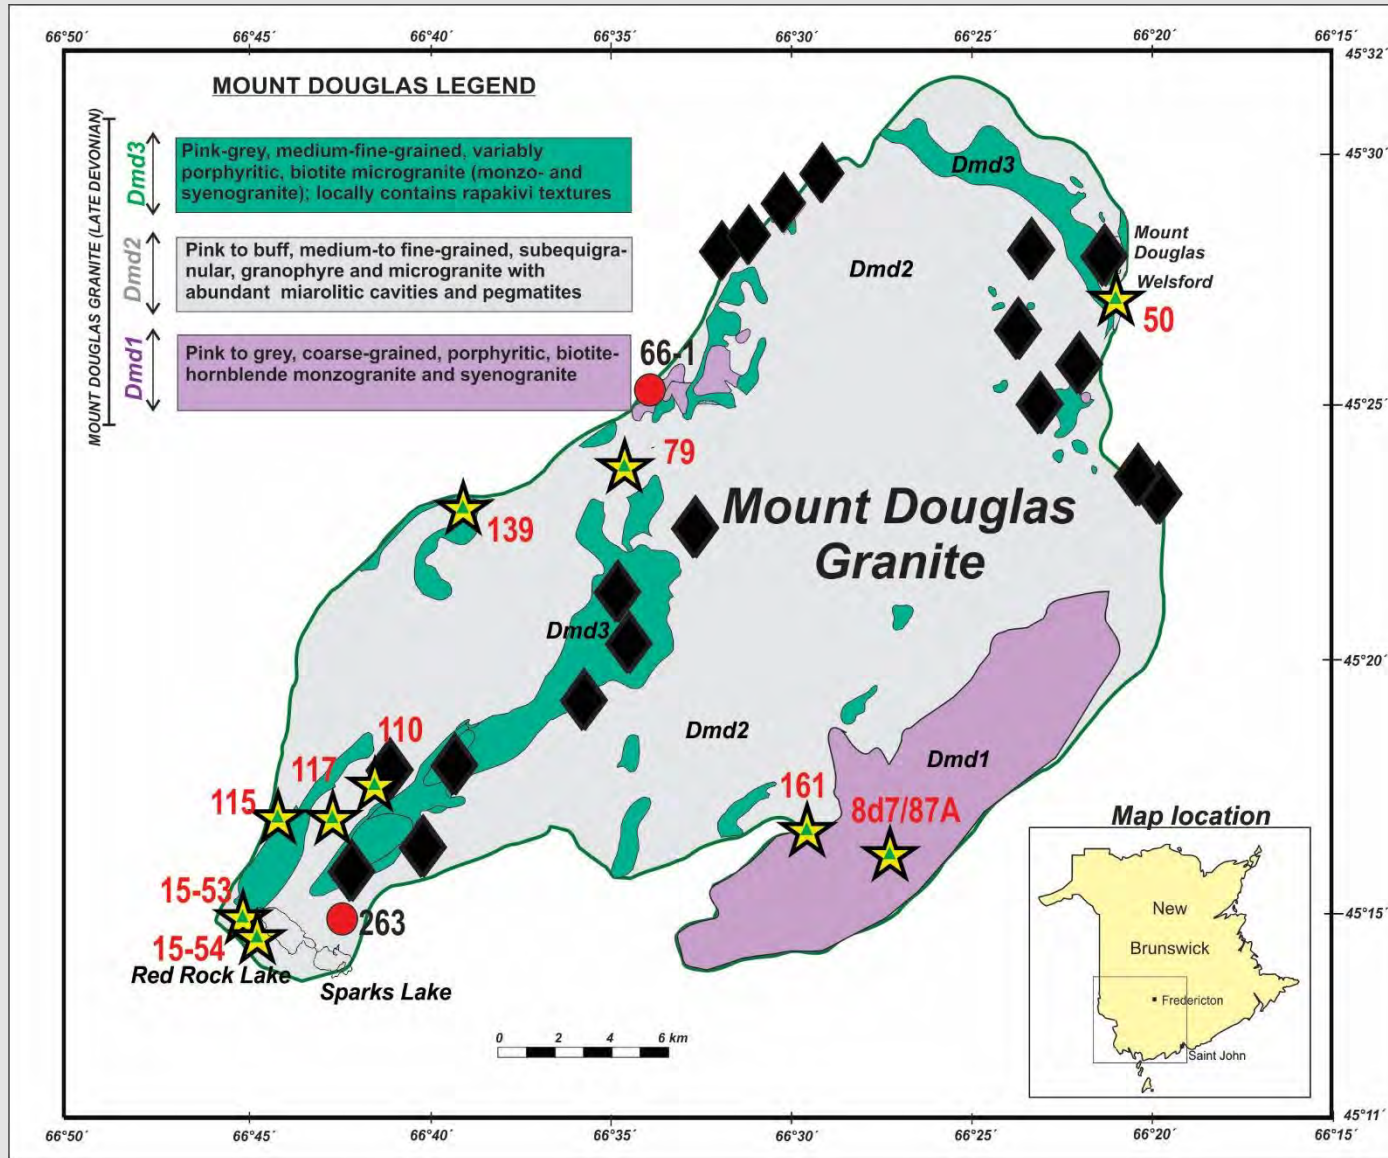 66°50´ 66°45´ 66°40´ 66°35´ 66°30´ 66°25´ 66°20´ 66°15´
45°32´
MOUNT DOUGLAS LEGEND
MOUNT DOUGLAS GRANITE (LATE DEVONIAN)
Dmd3
Pink-grey, medium-fine-grained, variably
porphyritic, biotite microgranite (monzo- and
syenogranite); locally contains rapakivi textures
Dmd2
Pink to buff, medium-to fine-grained, subequigra-
nular, granophyre and microgranite with
abundant miarolitic cavities and pegmatites
Dmd1
Pink to grey, coarse-grained, porphyritic, biotite-
hornblende monzogranite and syenogranite
45°30´
Dmd3
Mount
Douglas
Dmd2
Welsford
50
66-1
45°25´
79
139
Mount Douglas
Granite
Dmd3
45°20´
110
Dmd2
Dmd1
117
161
115
8d7/87A
Map location
15-53
263
15-54
45°15´
Red Rock Lake
Sparks Lake
New
Brunswick
Fredericton
Saint John
0 2 4 6 km
45°11´
66°50´ 66°45´ 66°40´ 66°35´ 66°30´ 66°25´ 66°20´ 66°15´